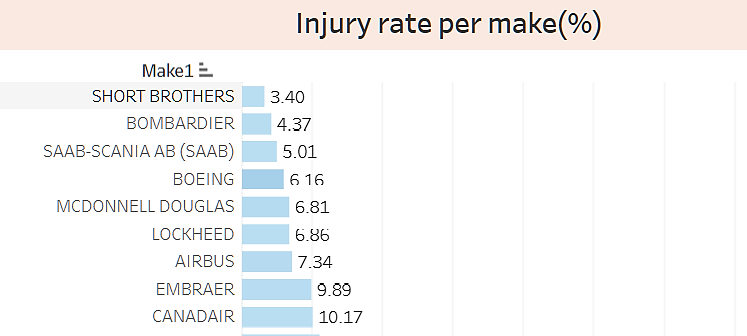 Injury rate per make(%)
Make1
SHORT BROTHERS 3.40
BOMBARDIER 4.37
SAAB-SCANIA AB (SAAB) 5.01
BOEING 6.16
MCDONNELL DOUGLAS 6.81
LOCKHEED 6.86
AIRBUS 7.34
EMBRAER 9.89
CANADAIR 10.17